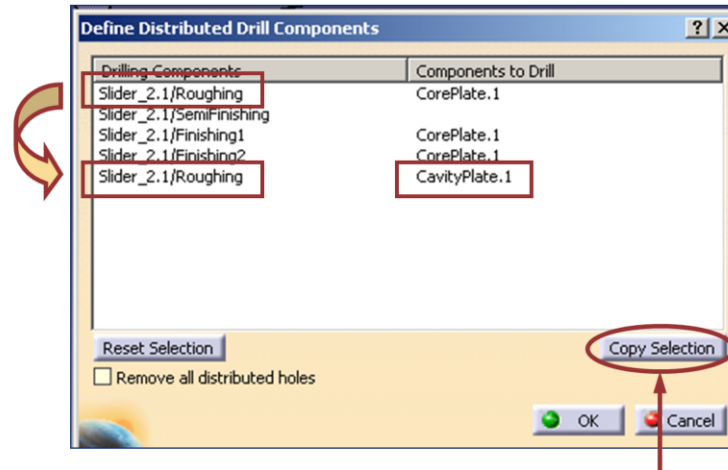 Define Distributed Drill Components ? X
Drilling Components Components to Drill
Slider_2.1/Roughing CorePlate.1
Slider_2.1/SemiFinishing
Slider_2.1/Finishing1 CorePlate.1
Slider_2.1/Finishing2 CorePlate.1
Slider_2.1/Roughing CavityPlate.1
Reset Selection Copy Selection
Remove all distributed holes
OK Cancel